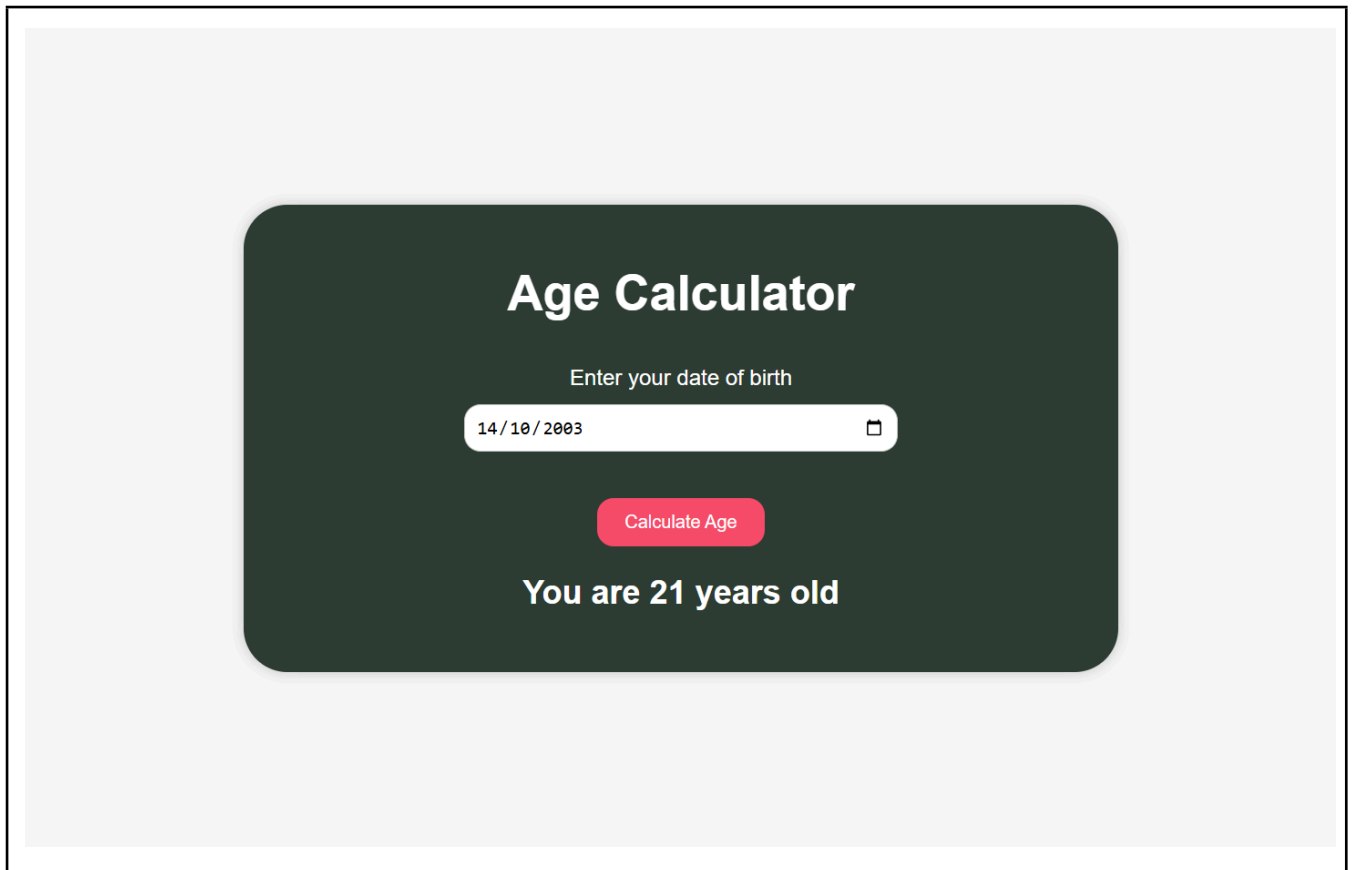 Age Calculator
Enter your date of birth
14/10/2003
Calculate Age
You are 21 years old